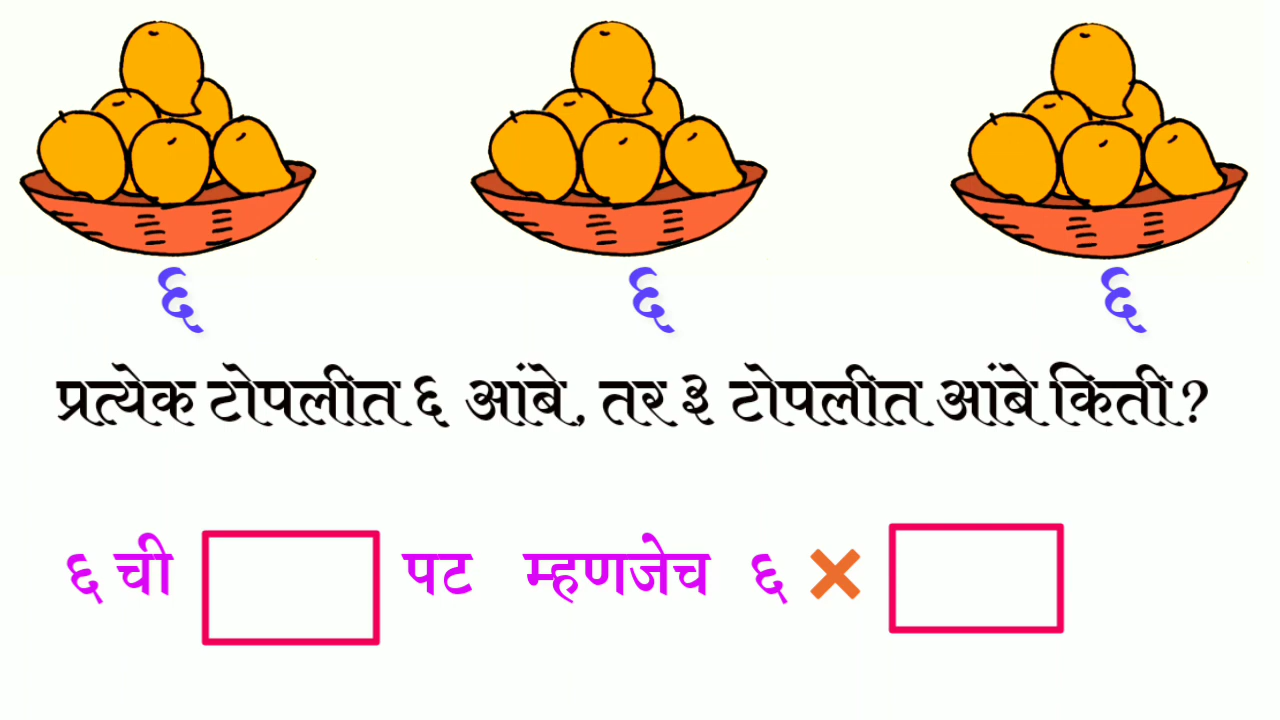 ६ ६ ६
प्रत्येक टोपलीत ६ आंबे, तर ३ टोपलीत आंबे किती?
६ ची पट म्हणजेच ६ ×